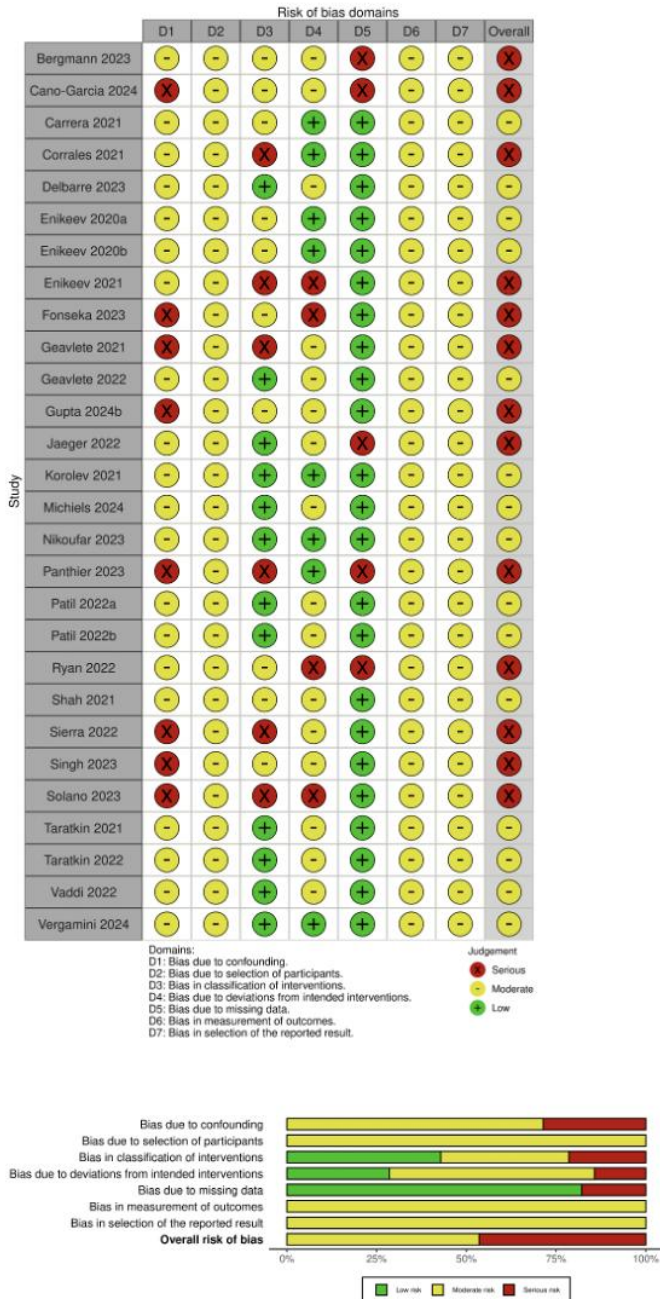 Risk of bias domains
D1 D2 D3 D4 D5 D6 D7 Overall
Study
Bergmann 2023 - - - - X - - X
Cano-Garcia 2024 X - - - X - - X
Carrera 2021 - - - + + - - -
Corrales 2021 - - X + + - - X
Delbarre 2023 - - + - + - - -
Enikeev 2020a - - - + + - - -
Enikeev 2020b - - - + + - - -
Enikeev 2021 - - X X + - - X
Fonseka 2023 X - - X + - - X
Geavlete 2021 X - X - + - - X
Geavlete 2022 - - + - + - - -
Gupta 2024b X - - - + - - X
Jaeger 2022 - - + - X - - X
Korolev 2021 - - + + + - - -
Michiels 2024 - - + - + - - -
Nikoufar 2023 - - + + + - - -
Panthier 2023 X - X + X - - X
Patil 2022a - - + - + - - -
Patil 2022b - - + - + - - -
Ryan 2022 - - - X X - - X
Shah 2021 - - - - + - - -
Sierra 2022 X - X - + - - X
Singh 2023 X - - - + - - X
Solano 2023 X - X X + - - X
Taratkin 2021 - - + - + - - -
Taratkin 2022 - - + - + - - -
Vaddi 2022 - - + - + - - -
Vergamini 2024 - - + + + - - -
Domains:
D1: Bias due to confounding.
D2: Bias due to selection of participants.
D3: Bias in classification of interventions.
D4: Bias due to deviations from intended interventions.
D5: Bias due to missing data.
D6: Bias in measurement of outcomes.
D7: Bias in selection of the reported result.
Judgement
X Serious
- Moderate
+ Low
Bias due to confounding
Bias due to selection of participants
Bias in classification of interventions
Bias due to deviations from intended interventions
Bias due to missing data
Bias in measurement of outcomes
Bias in selection of the reported result
Overall risk of bias
0% 25% 50% 75% 100%
Low risk Moderate risk Serious risk